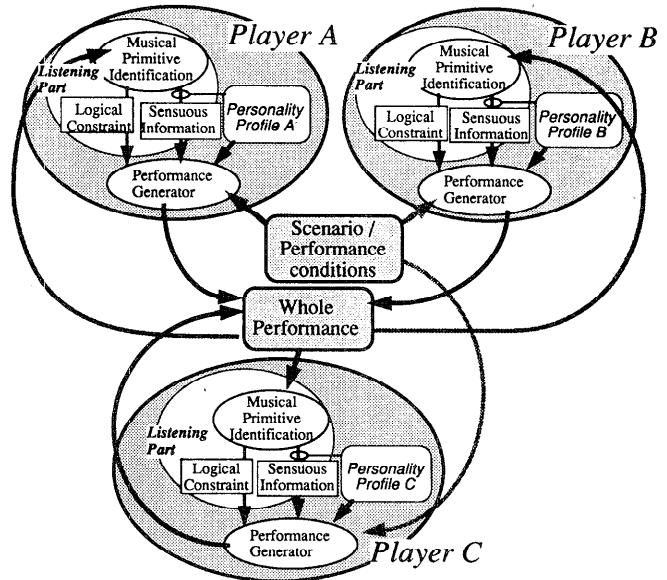 Player A
Musical
Primitive
Identification
Listening
Part
Logical
Constraint
Sensuous
Information
Personality
Profile A
Performance
Generator
Player B
Musical
Primitive
Identification
Listening
Part
Logical
Constraint
Sensuous
Information
Personality
Profile B
Performance
Generator
Scenario /
Performance
conditions
Whole
Performance
Musical
Primitive
Identification
Listening
Part
Logical
Constraint
Sensuous
Information
Personality
Profile C
Performance
Generator
Player C